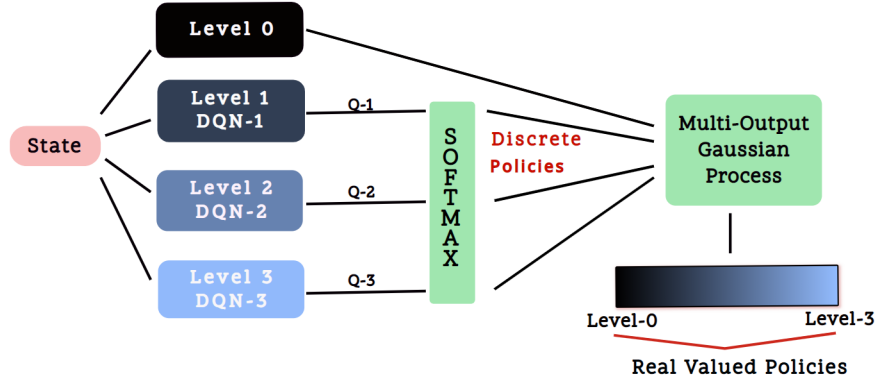 State
Level 0
Level 1
DQN-1
Level 2
DQN-2
Level 3
DQN-3
Q-1
Q-2
Q-3
SOFTMAX
Discrete
Policies
Multi-Output
Gaussian
Process
Level-0
Level-3
Real Valued Policies